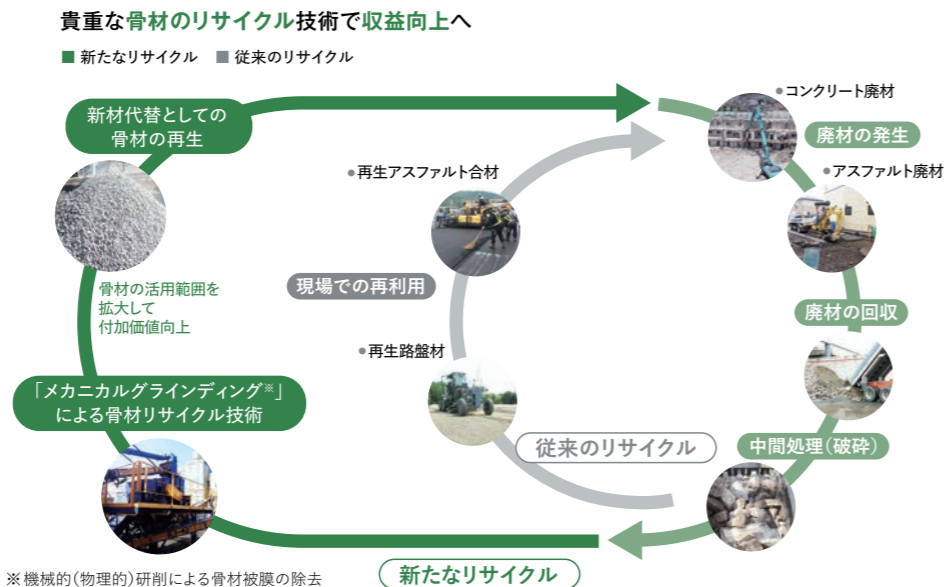 貴重な骨材のリサイクル技術で収益向上へ
■ 新たなリサイクル ■ 従来のリサイクル
新材代替としての
骨材の再生
●コンクリート廃材
廃材の発生
●再生アスファルト合材
●アスファルト廃材
現場での再利用
骨材の活用範囲を
拡大して
付加価値向上
廃材の回収
●再生路盤材
「メカニカルグラインディング※」
による骨材リサイクル技術
従来のリサイクル
中間処理(破砕)
新たなリサイクル
※機械的(物理的)研削による骨材被膜の除去